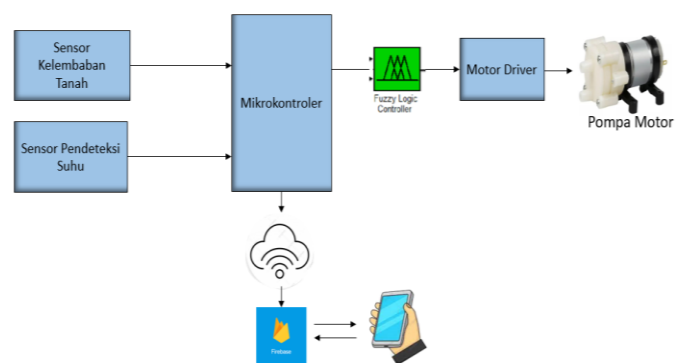 Sensor
Kelembaban
Tanah
Mikrokontroler
Fuzzy Logic
Controller
Motor Driver
Pompa Motor
Sensor Pendeteksi
Suhu
Firebase